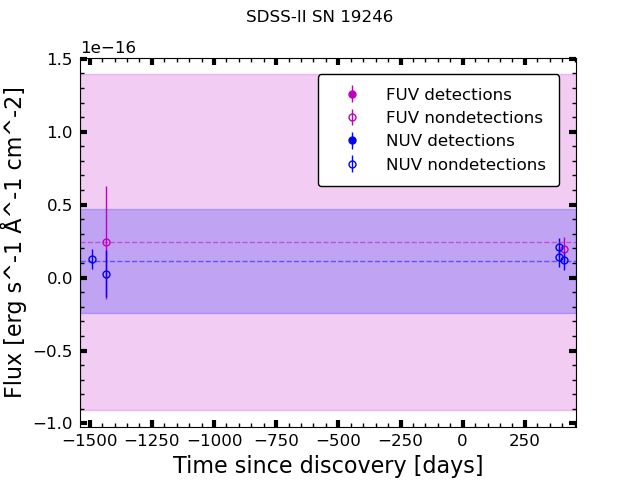 SDSS-II SN 19246
1e−16
1.5
1.0
0.5
0.0
−0.5
−1.0
Flux [erg s^-1 Å^-1 cm^-2]
FUV detections
FUV nondetections
NUV detections
NUV nondetections
−1500 −1250 −1000 −750 −500 −250 0 250
Time since discovery [days]